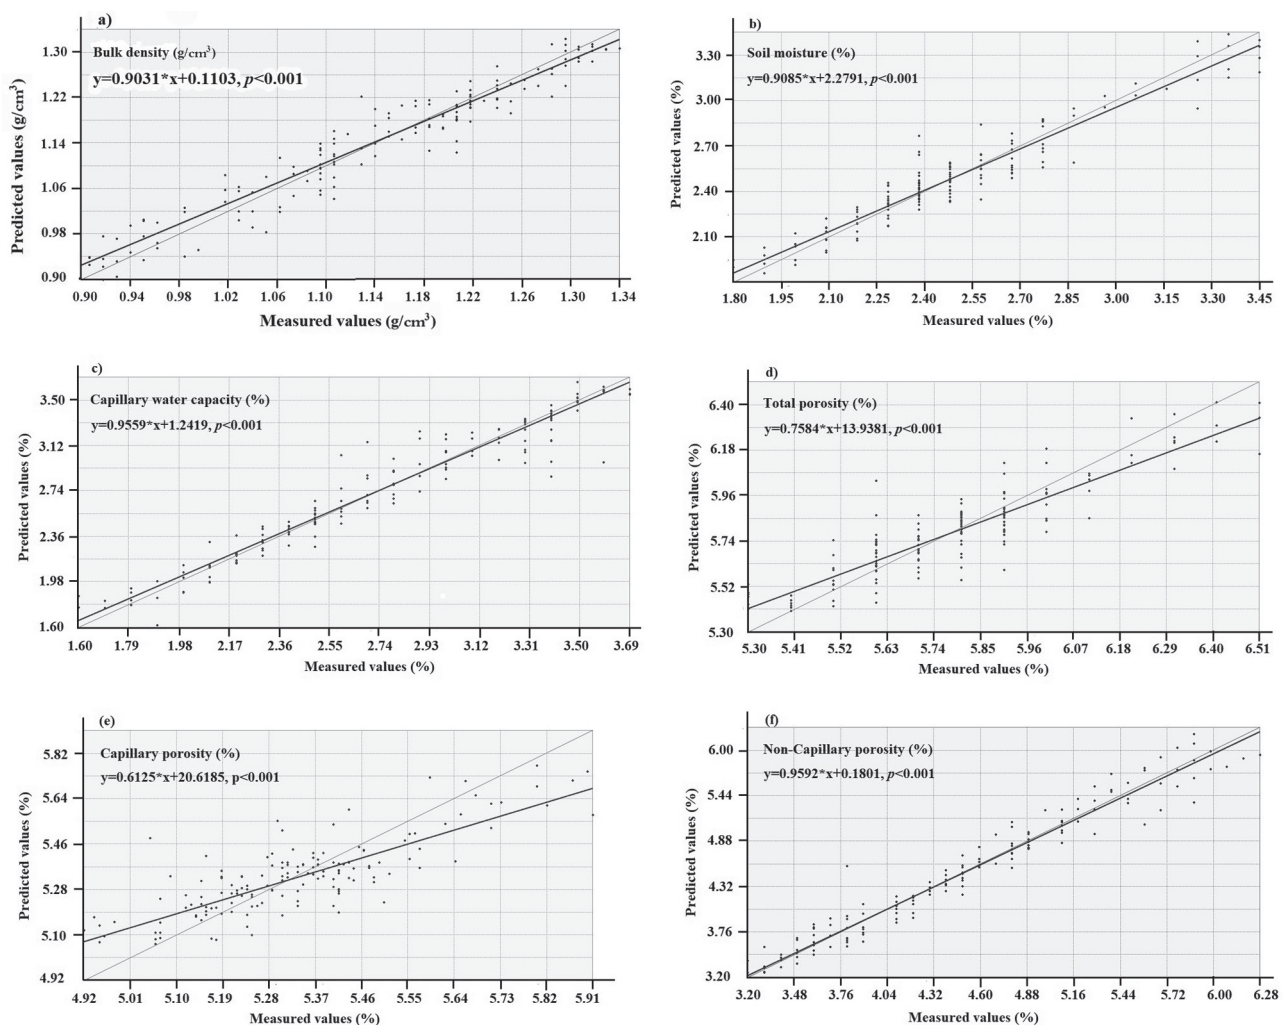 a)
Bulk density (g/cm³)
y=0.9031*x+0.1103, p<0.001
Predicted values (g/cm³)
1.30
1.22
1.14
1.06
0.98
0.90
0.90 0.94 0.98 1.02 1.06 1.10 1.14 1.18 1.22 1.26 1.30 1.34
Measured values (g/cm³)
b)
Soil moisture (%)
y=0.9085*x+2.2791, p<0.001
Predicted values (%)
3.30
3.00
2.70
2.40
2.10
1.80 1.95 2.10 2.25 2.40 2.55 2.70 2.85 3.00 3.15 3.30 3.45
Measured values (%)
c)
Capillary water capacity (%)
y=0.9559*x+1.2419, p<0.001
Predicted values (%)
3.50
3.12
2.74
2.36
1.98
1.60
1.60 1.79 1.98 2.17 2.36 2.55 2.74 2.93 3.12 3.31 3.50 3.69
Measured values (%)
d)
Total porosity (%)
y=0.7584*x+13.9381, p<0.001
Predicted values (%)
6.40
6.18
5.96
5.74
5.52
5.30
5.30 5.41 5.52 5.63 5.74 5.85 5.96 6.07 6.18 6.29 6.40 6.51
Measured values (%)
(e)
Capillary porosity (%)
y=0.6125*x+20.6185, p<0.001
Predicted values (%)
5.82
5.64
5.46
5.28
5.10
4.92
4.92 5.01 5.10 5.19 5.28 5.37 5.46 5.55 5.64 5.73 5.82 5.91
Measured values (%)
(f)
Non-Capillary porosity (%)
y=0.9592*x+0.1801, p<0.001
Predicted values (%)
6.00
5.44
4.88
4.32
3.76
3.20
3.20 3.48 3.76 4.04 4.32 4.60 4.88 5.16 5.44 5.72 6.00 6.28
Measured values (%)